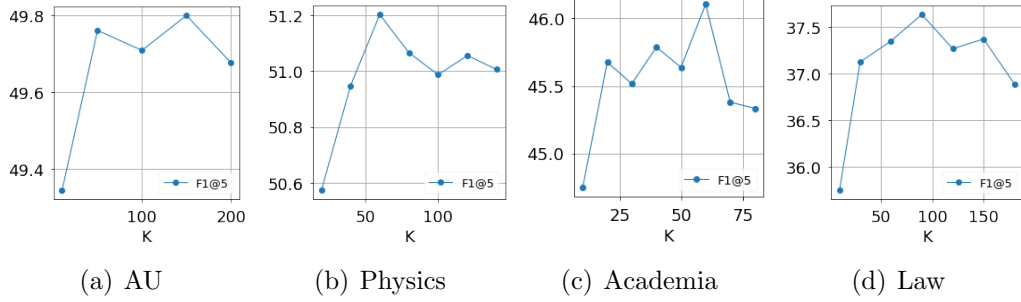 49.8
49.6
49.4
100
200
K
F1@5
(a) AU
51.2
51.0
50.8
50.6
50
100
K
F1@5
(b) Physics
46.0
45.5
45.0
25
50
75
K
F1@5
(c) Academia
37.5
37.0
36.5
36.0
50
100
150
K
F1@5
(d) Law